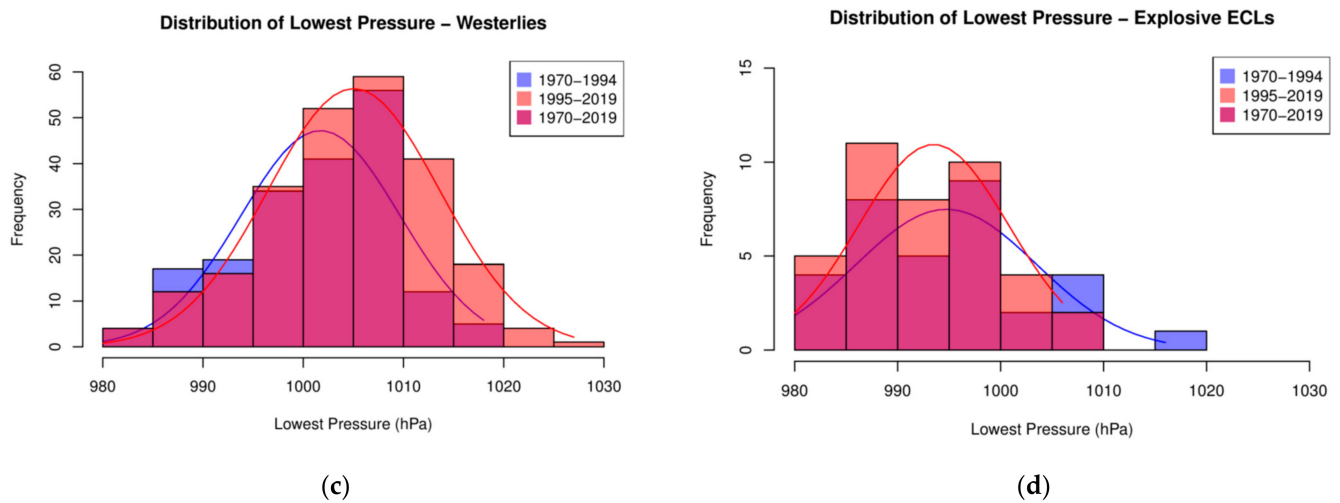 Distribution of Lowest Pressure − Westerlies
1970−1994
1995−2019
1970−2019
60
50
40
30
20
10
0
Frequency
980 990 1000 1010 1020 1030
Lowest Pressure (hPa)
(c)
Distribution of Lowest Pressure − Explosive ECLs
1970−1994
1995−2019
1970−2019
15
10
5
0
Frequency
980 990 1000 1010 1020 1030
Lowest Pressure (hPa)
(d)